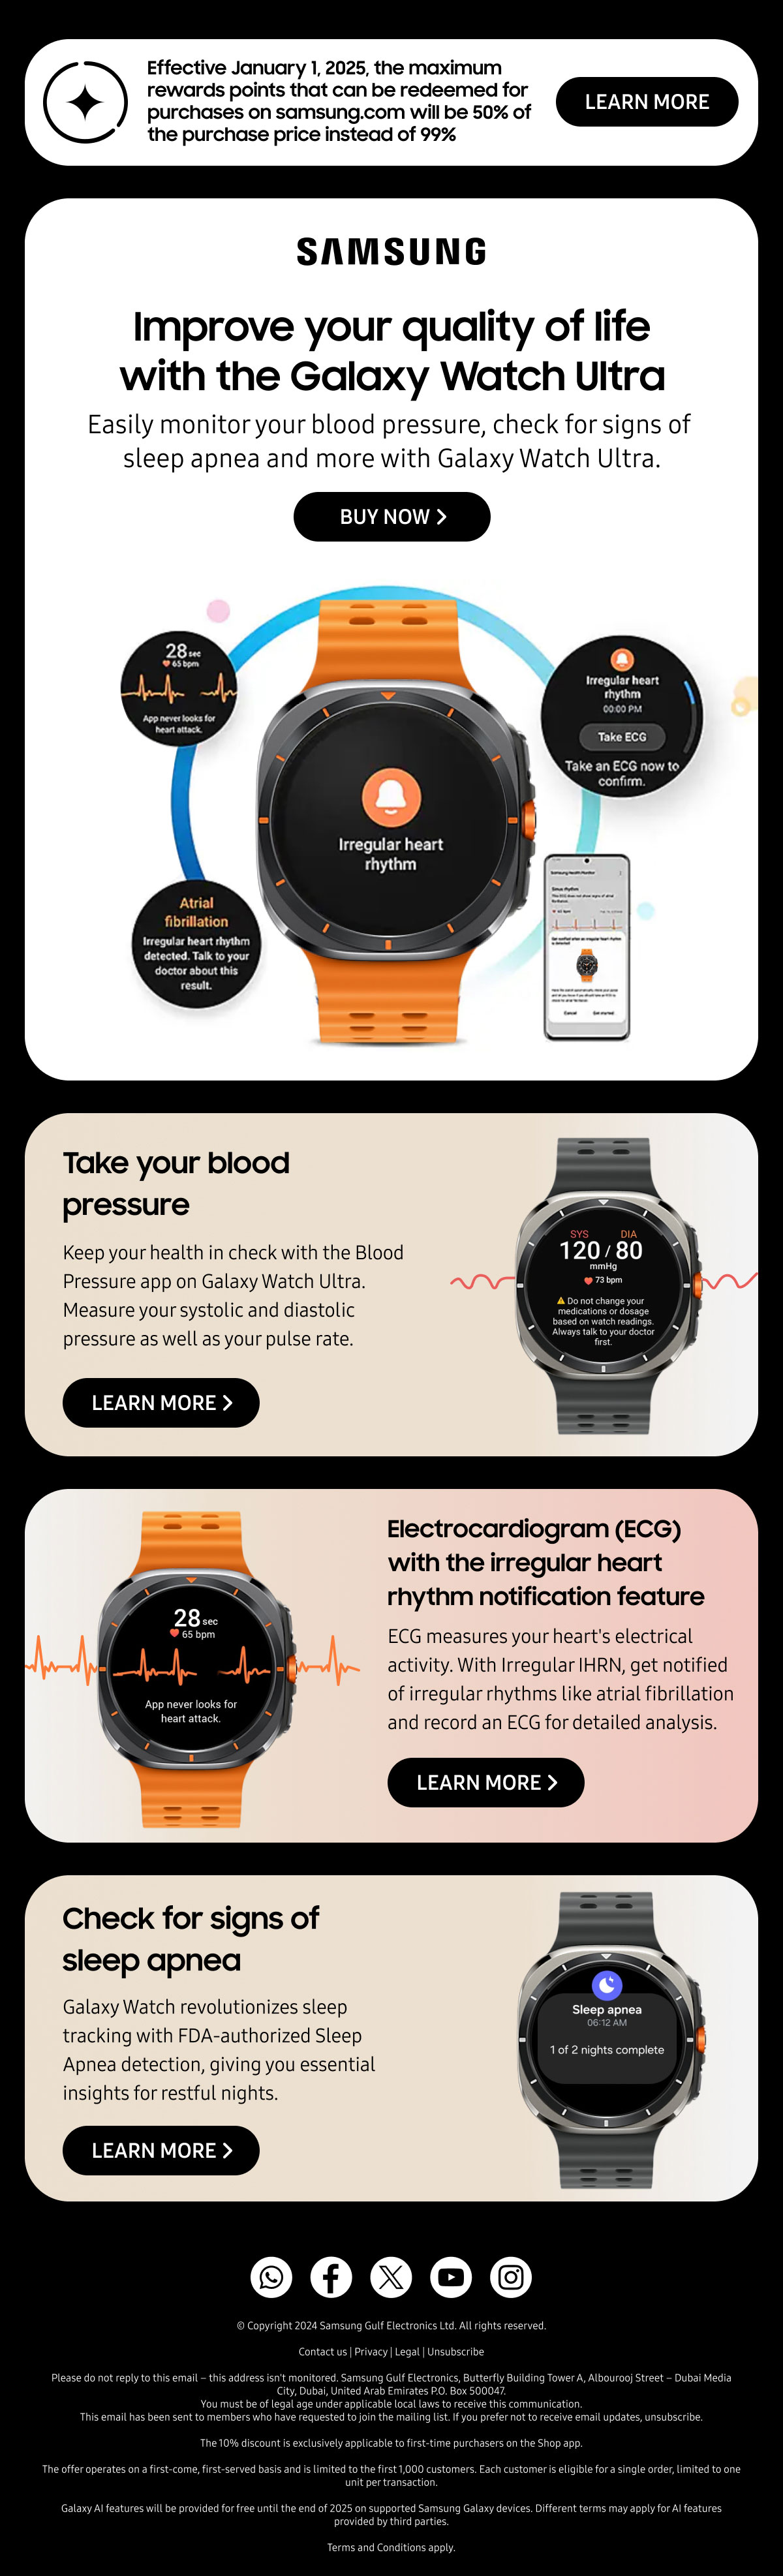 Effective January 1, 2025, the maximum
rewards points that can be redeemed for
purchases on samsung.com will be 50% of
the purchase price instead of 99%
LEARN MORE
SAMSUNG
Improve your quality of life
with the Galaxy Watch Ultra
Easily monitor your blood pressure, check for signs of
sleep apnea and more with Galaxy Watch Ultra.
BUY NOW >
28 sec
65 bpm
App never looks for
heart attack.
Irregular heart
rhythm
00:00 PM
Take ECG
Take an ECG now to
confirm.
Irregular heart
rhythm
Atrial
fibrillation
Irregular heart rhythm
detected. Talk to your
doctor about this
result.
Samsung Health Monitor
Sinus rhythm
Cancel
Get started
Take your blood
pressure
Keep your health in check with the Blood
Pressure app on Galaxy Watch Ultra.
Measure your systolic and diastolic
pressure as well as your pulse rate.
LEARN MORE >
SYS DIA
120 / 80
mmHg
73 bpm
Do not change your
medications or dosage
based on watch readings.
Always talk to your doctor
first.
28 sec
65 bpm
App never looks for
heart attack.
Electrocardiogram (ECG)
with the irregular heart
rhythm notification feature
ECG measures your heart's electrical
activity. With Irregular IHRN, get notified
of irregular rhythms like atrial fibrillation
and record an ECG for detailed analysis.
LEARN MORE >
Check for signs of
sleep apnea
Galaxy Watch revolutionizes sleep
tracking with FDA-authorized Sleep
Apnea detection, giving you essential
insights for restful nights.
LEARN MORE >
Sleep apnea
06:12 AM
1 of 2 nights complete
© Copyright 2024 Samsung Gulf Electronics Ltd. All rights reserved.
Contact us | Privacy | Legal | Unsubscribe
Please do not reply to this email – this address isn't monitored. Samsung Gulf Electronics, Butterfly Building Tower A, Albourooj Street – Dubai Media
City, Dubai, United Arab Emirates P.O. Box 500047.
You must be of legal age under applicable local laws to receive this communication.
This email has been sent to members who have requested to join the mailing list. If you prefer not to receive email updates, unsubscribe.
The 10% discount is exclusively applicable to first-time purchasers on the Shop app.
The offer operates on a first-come, first-served basis and is limited to the first 1,000 customers. Each customer is eligible for a single order, limited to one
unit per transaction.
Galaxy AI features will be provided for free until the end of 2025 on supported Samsung Galaxy devices. Different terms may apply for AI features
provided by third parties.
Terms and Conditions apply.